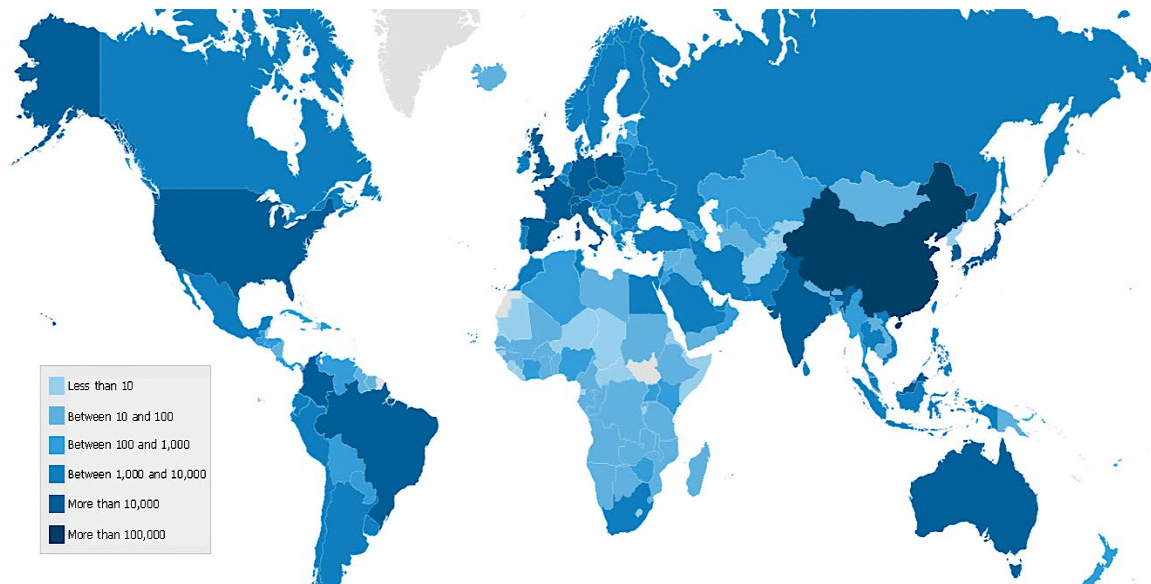 Less than 10
Between 10 and 100
Between 100 and 1,000
Between 1,000 and 10,000
More than 10,000
More than 100,000